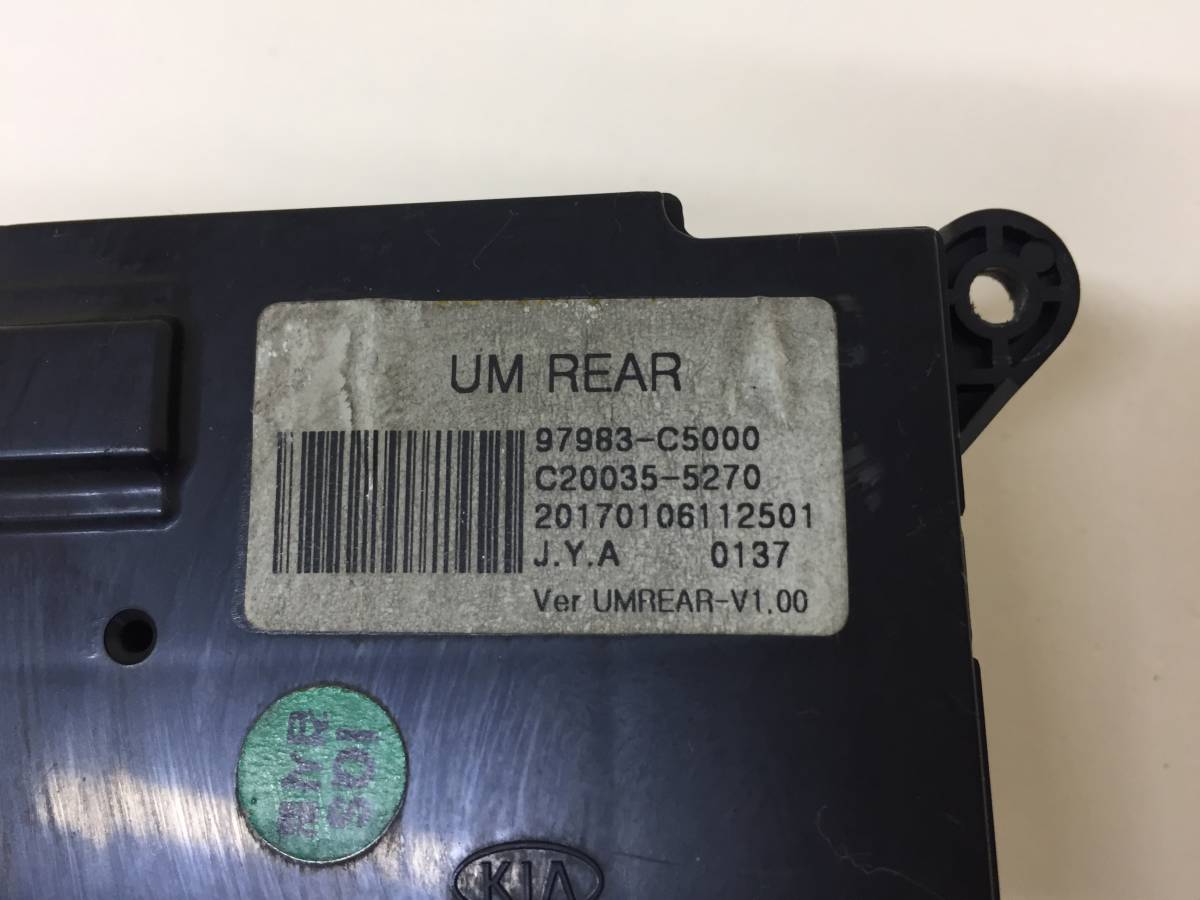 UM REAR
97983-C5000
C20035-5270
20170106112501
J.Y.A 0137
Ver UMREAR-V1.00
KIA